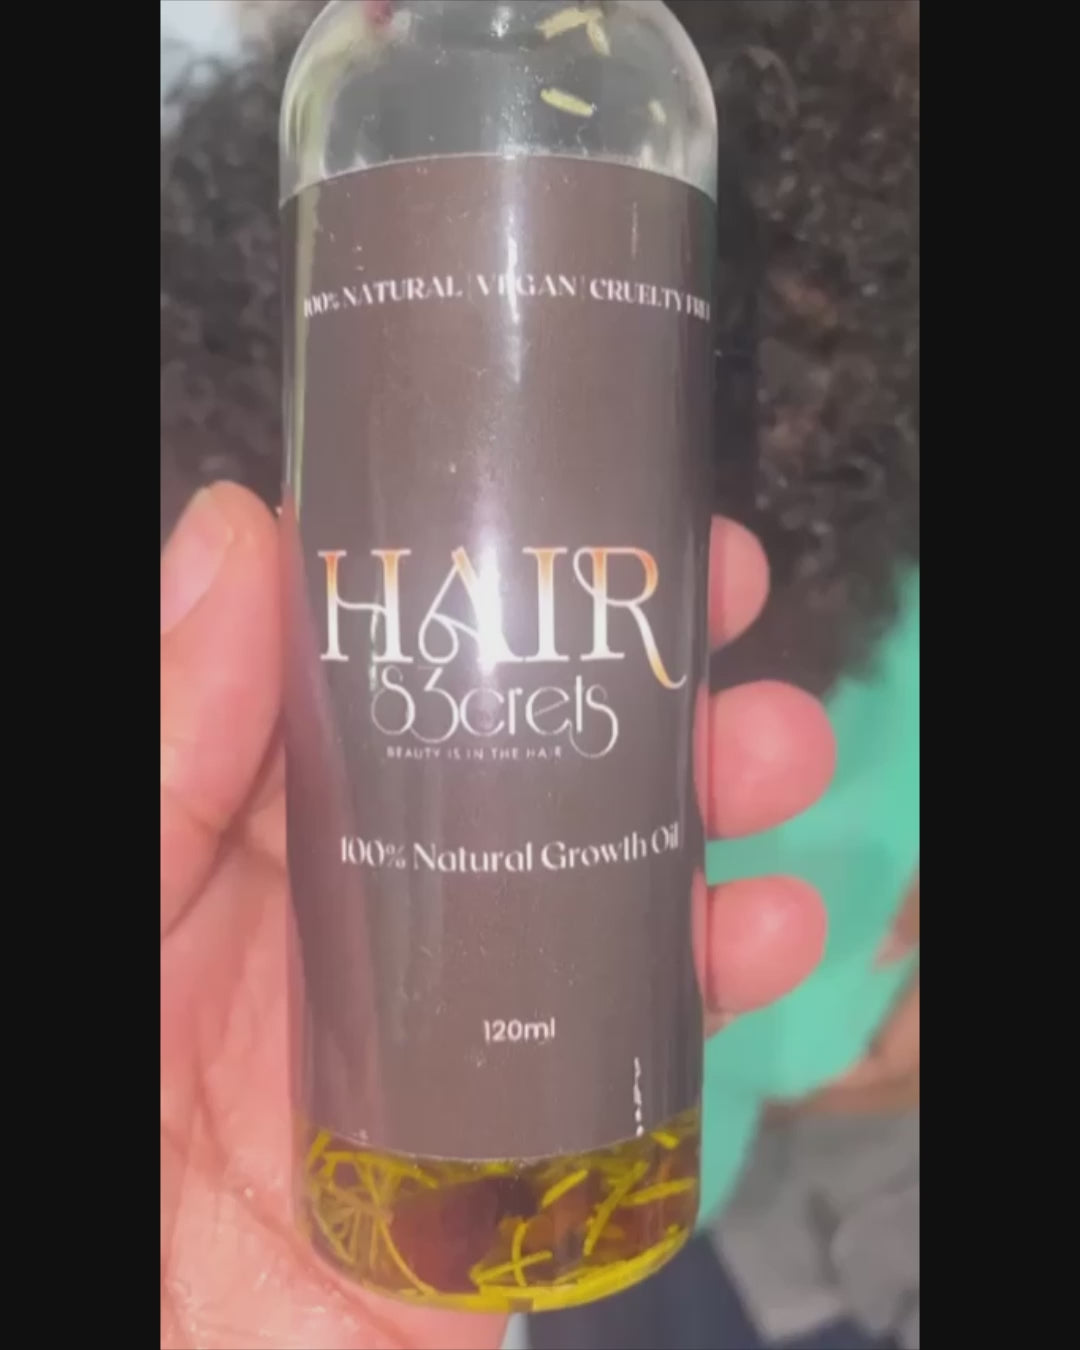 100% NATURAL | VEGAN | CRUELTY FREE
HAIR
S3crets
BEAUTY IS IN THE HAIR
100% Natural Growth Oil
120ml